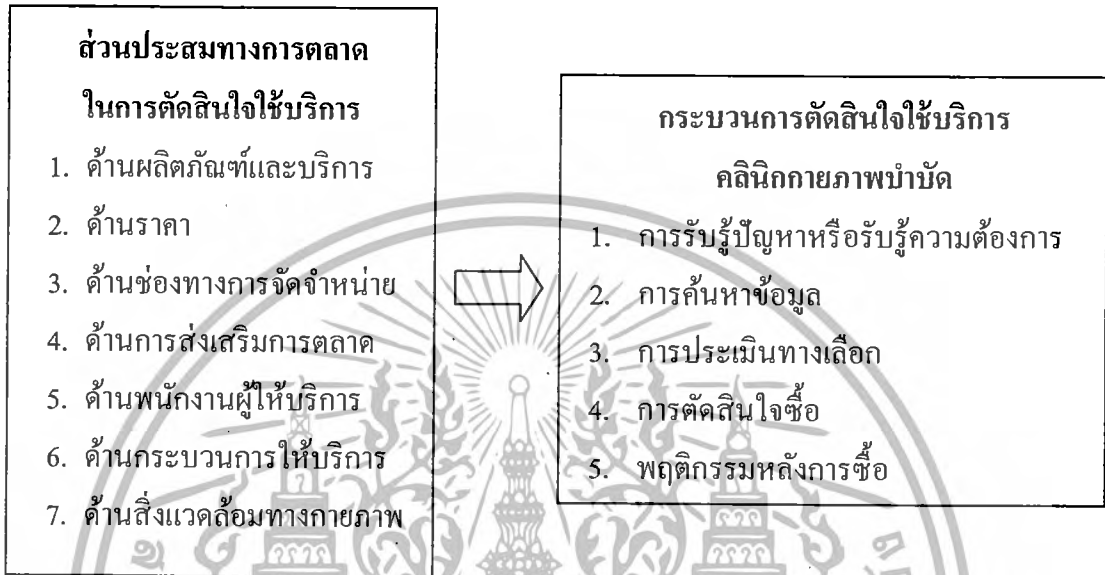 ส่วนประสมทางการตลาด
ในการตัดสินใจใช้บริการ
1. ด้านผลิตภัณฑ์และบริการ
2. ด้านราคา
3. ด้านช่องทางการจัดจำหน่าย
4. ด้านการส่งเสริมการตลาด
5. ด้านพนักงานผู้ให้บริการ
6. ด้านกระบวนการให้บริการ
7. ด้านสิ่งแวดล้อมทางกายภาพ
กระบวนการตัดสินใจใช้บริการ
คลินิกกายภาพบำบัด
1. การรับรู้ปัญหาหรือรับรู้ความต้องการ
2. การค้นหาข้อมูล
3. การประเมินทางเลือก
4. การตัดสินใจซื้อ
5. พฤติกรรมหลังการซื้อ